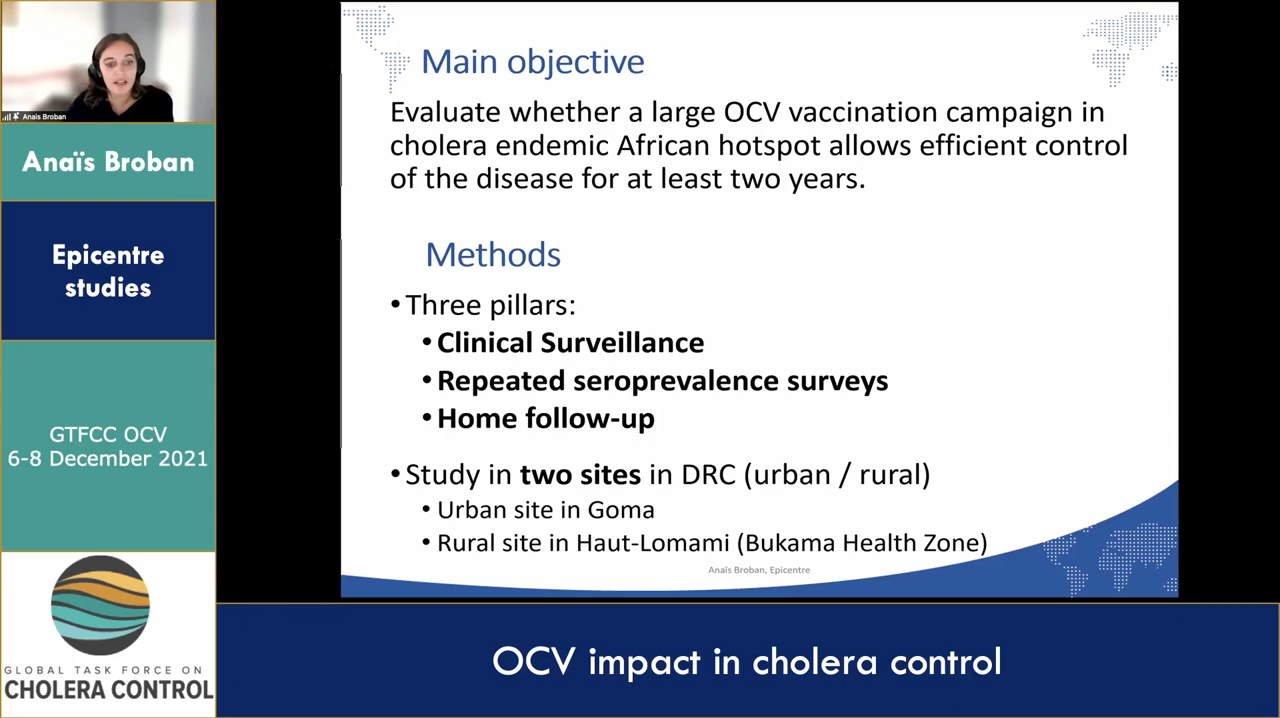 Anais Broban
Anaïs Broban
Epicentre
studies
GTFCC OCV
6-8 December 2021
GLOBAL TASK FORCE ON
CHOLERA CONTROL
Main objective
Evaluate whether a large OCV vaccination campaign in
cholera endemic African hotspot allows efficient control
of the disease for at least two years.
Methods
•Three pillars:
•Clinical Surveillance
•Repeated seroprevalence surveys
•Home follow-up
•Study in two sites in DRC (urban / rural)
• Urban site in Goma
• Rural site in Haut-Lomami (Bukama Health Zone)
Anaïs Broban, Epicentre
OCV impact in cholera control